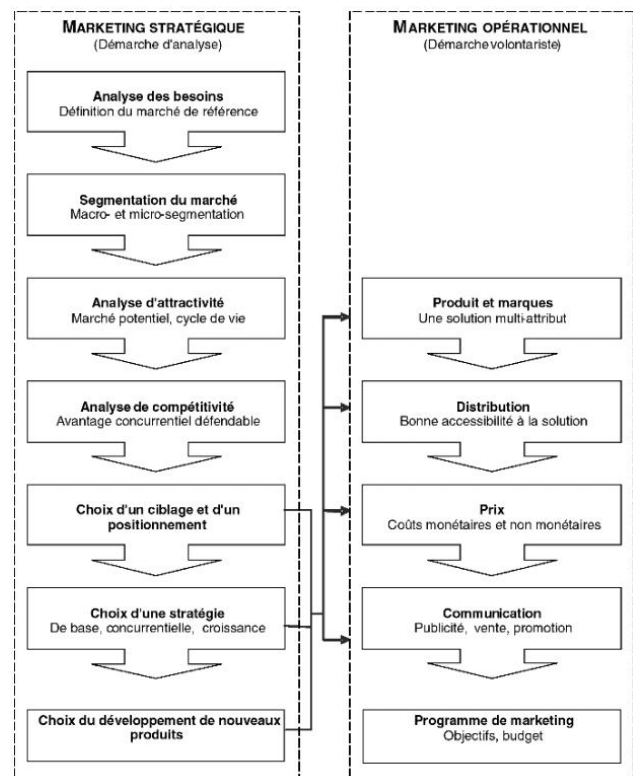 MARKETING STRATÉGIQUE
(Démarche d'analyse)
Analyse des besoins
Définition du marché de référence
Segmentation du marché
Macro- et micro-segmentation
Analyse d'attractivité
Marché potentiel, cycle de vie
Analyse de compétitivité
Avantage concurrentiel défendable
Choix d'un ciblage et d'un
positionnement
Choix d'une stratégie
De base, concurrentielle, croissance
Choix du développement de nouveaux
produits
MARKETING OPÉRATIONNEL
(Démarche volontariste)
Produit et marques
Une solution multi-attribut
Distribution
Bonne accessibilité à la solution
Prix
Coûts monétaires et non monétaires
Communication
Publicité, vente, promotion
Programme de marketing
Objectifs, budget